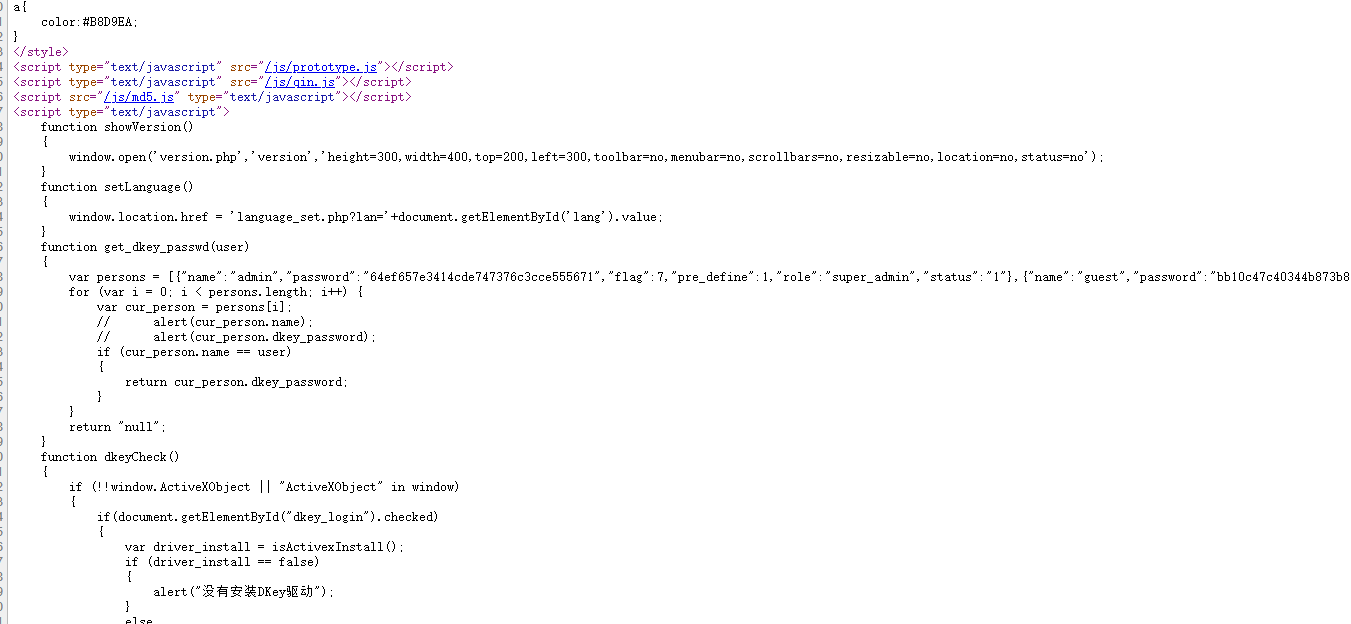 a{
color:#B8D9EA;
}
</style>
<script type="text/javascript" src="/js/prototype.js"></script>
<script type="text/javascript" src="/js/qin.js"></script>
<script src="/js/md5.js" type="text/javascript"></script>
<script type="text/javascript">
function showVersion()
{
window.open('version.php','version','height=300,width=400,top=200,left=300,toolbar=no,menubar=no,scrollbars=no,resizable=no,location=no,status=no');
}
function setLanguage()
{
window.location.href = 'language_set.php?lan='+document.getElementById('lang').value;
}
function get_dkey_passwd(user)
{
var persons = [{"name":"admin","password":"64ef657e3414cde747376c3cce555671","flag":7,"pre_define":1,"role":"super_admin","status":"1"},{"name":"guest","password":"bb10c47c40344b873b8
for (var i = 0; i < persons.length; i++) {
var cur_person = persons[i];
// alert(cur_person.name);
// alert(cur_person.dkey_password);
if (cur_person.name == user)
{
return cur_person.dkey_password;
}
}
return "null";
}
function dkeyCheck()
{
if (!!window.ActiveXObject || "ActiveXObject" in window)
{
if(document.getElementById("dkey_login").checked)
{
var driver_install = isActivexInstall();
if (driver_install == false)
{
alert("没有安装DKey驱动");
}
else